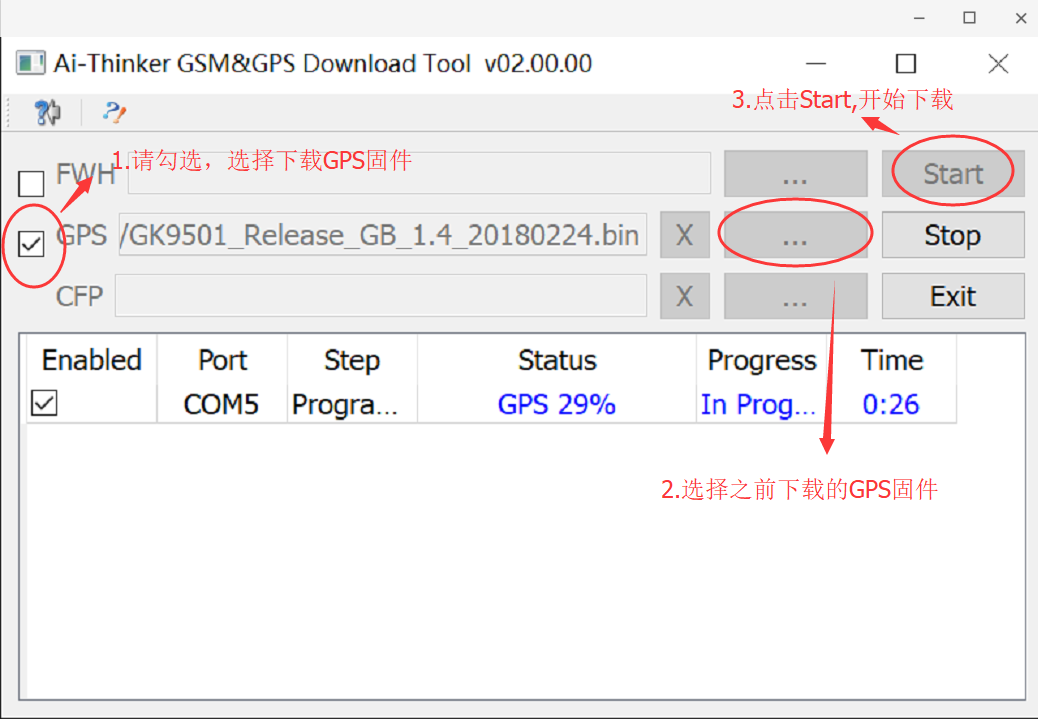 Ai-Thinker GSM&GPS Download Tool v02.00.00
3.点击Start,开始下载
1.请勾选，选择下载GPS固件
FWH ... Start
GPS /GK9501_Release_GB_1.4_20180224.bin X ... Stop
CFP X ... Exit
Enabled Port Step Status Progress Time
COM5 Progra... GPS 29% In Prog... 0:26
2.选择之前下载的GPS固件